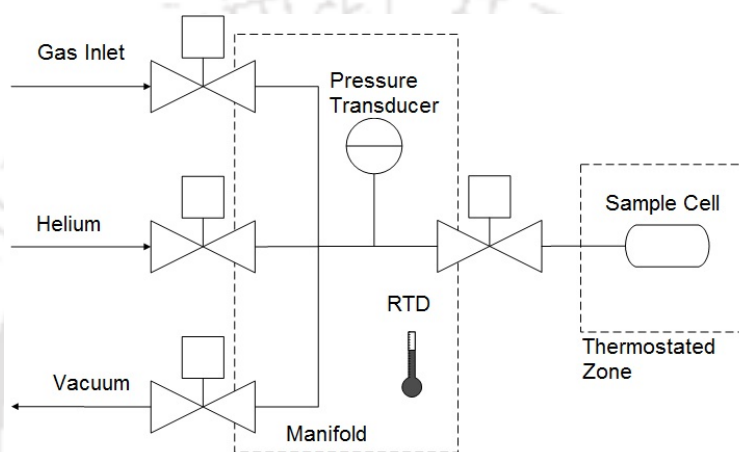 Gas Inlet
Pressure
Transducer
Helium
Sample Cell
RTD
Thermostated
Zone
Vacuum
Manifold